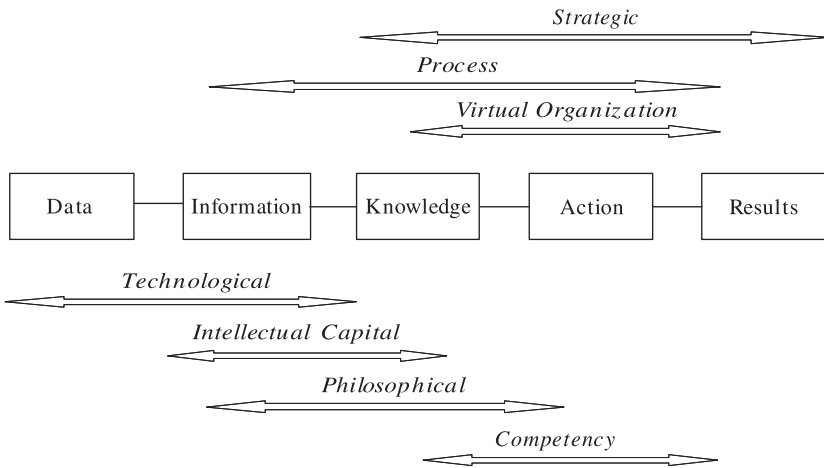 Strategic
Process
Virtual Organization
Data Information Knowledge Action Results
Technological
Intellectual Capital
Philosophical
Competency